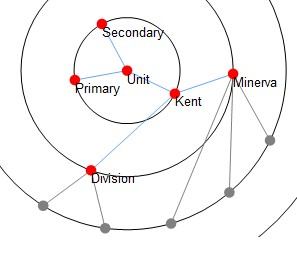 Secondary
Unit
Primary
Minerva
Kent
Division